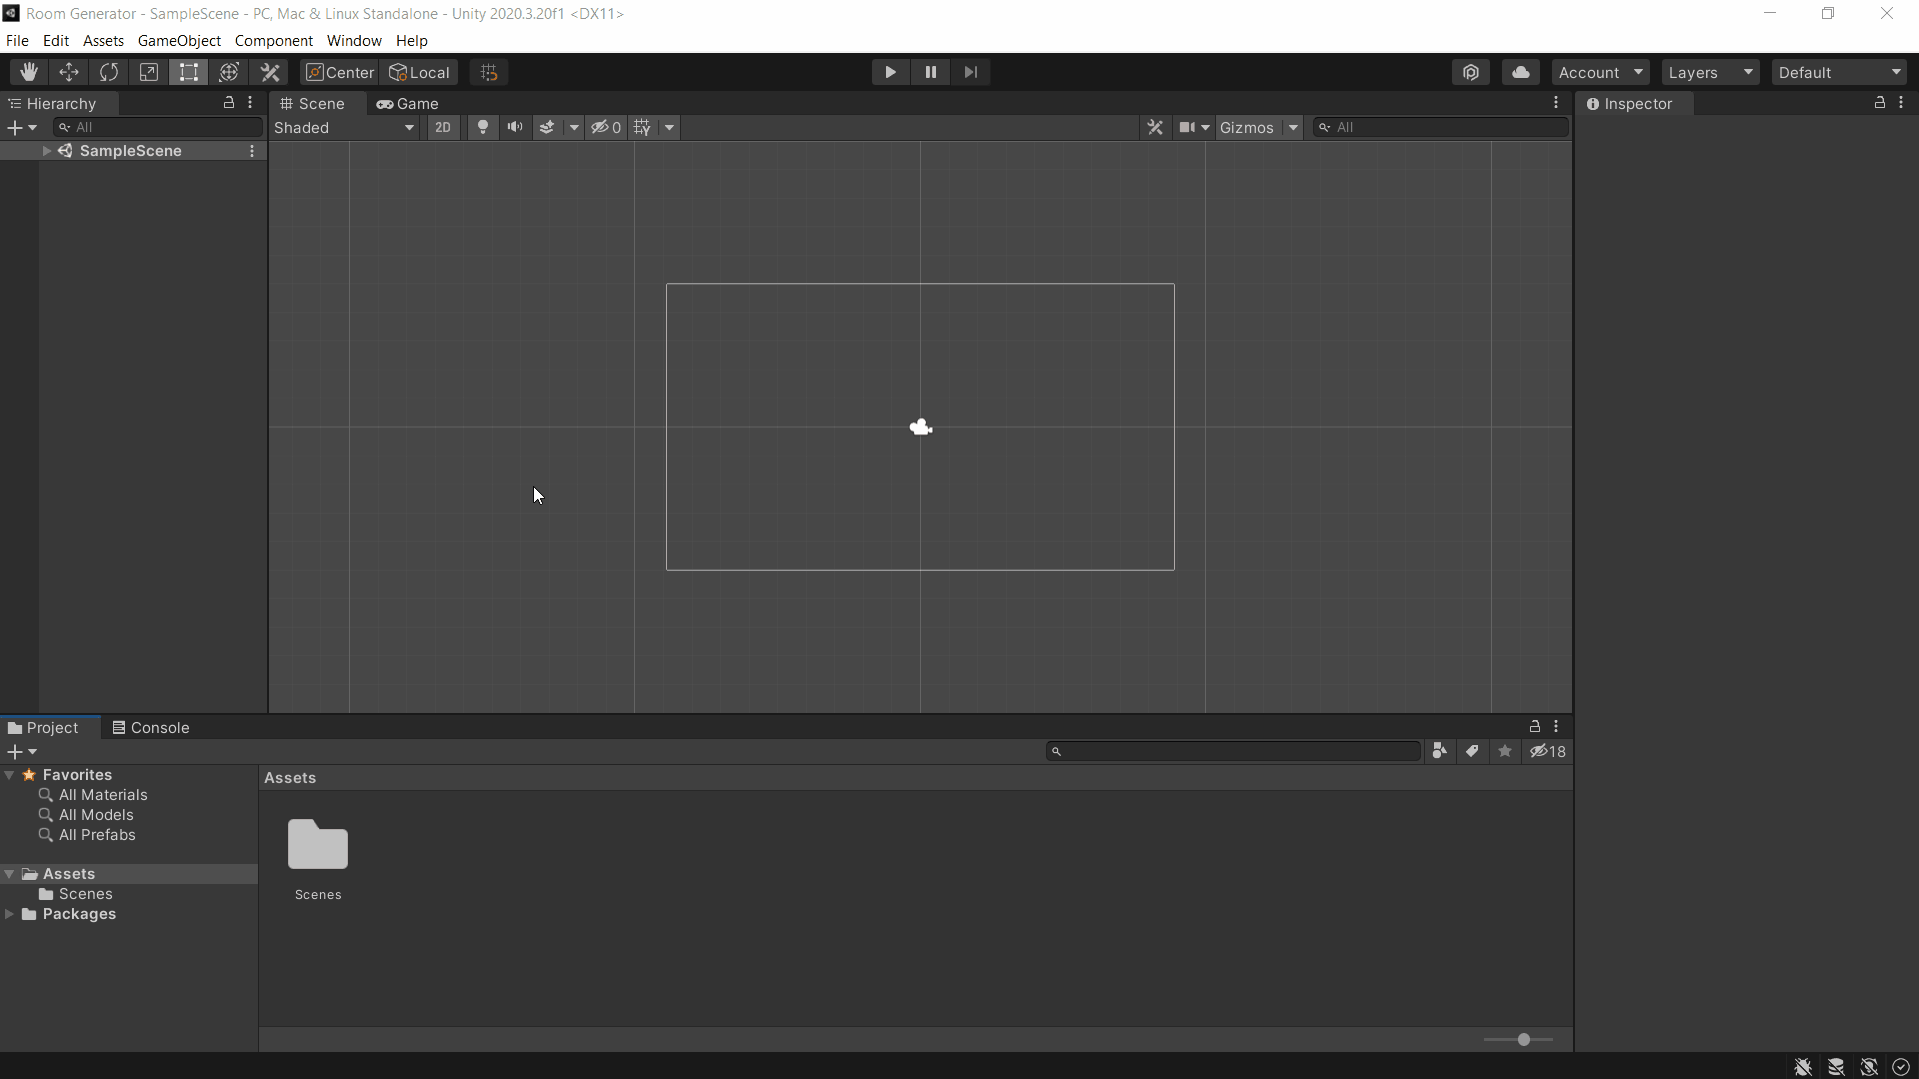 Room Generator - SampleScene - PC, Mac & Linux Standalone - Unity 2020.3.20f1 <DX11>
File Edit Assets GameObject Component Window Help
Center Local Account Layers Default
Hierarchy Scene Game Inspector
All Shaded 2D 0 Gizmos All
SampleScene
Project Console
18
Favorites
All Materials
All Models
All Prefabs
Assets
Scenes
Packages
Assets
Scenes